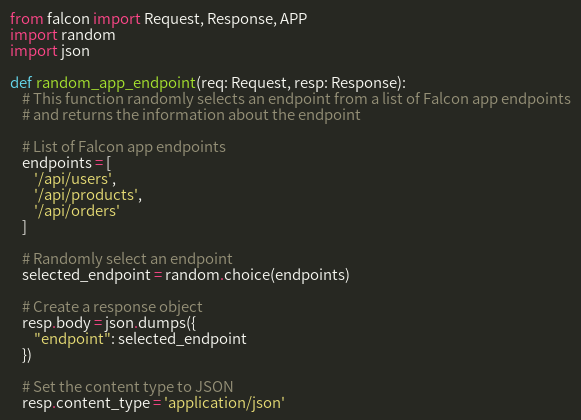 from falcon import Request, Response, APP
import random
import json
def random_app_endpoint(req: Request, resp: Response):
# This function randomly selects an endpoint from a list of Falcon app endpoints
# and returns the information about the endpoint
# List of Falcon app endpoints
endpoints = [
'/api/users',
'/api/products',
'/api/orders'
]
# Randomly select an endpoint
selected_endpoint = random.choice(endpoints)
# Create a response object
resp.body = json.dumps({
"endpoint": selected_endpoint
})
# Set the content type to JSON
resp.content_type = 'application/json'